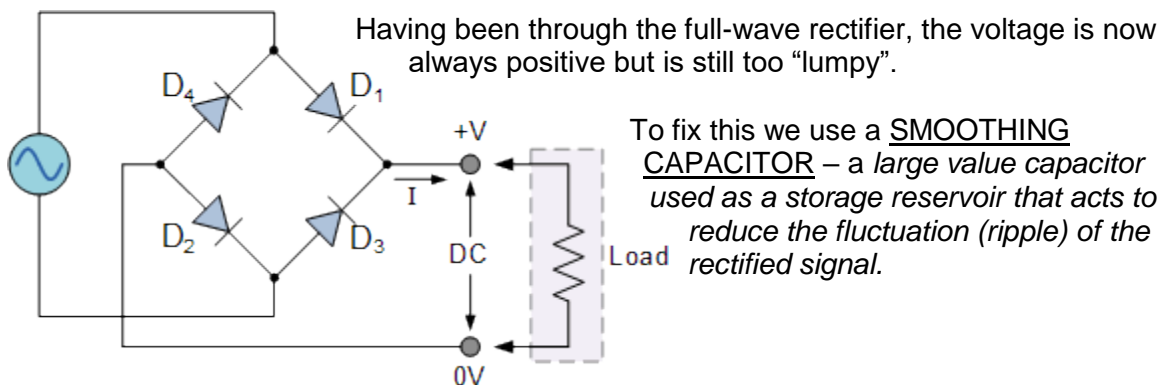 Having been through the full-wave rectifier, the voltage is now
always positive but is still too “lumpy”.
D4
D1
+V
To fix this we use a SMOOTHING
CAPACITOR – a large value capacitor
used as a storage reservoir that acts to
reduce the fluctuation (ripple) of the
rectified signal.
I
D2
D3
DC
Load
0V